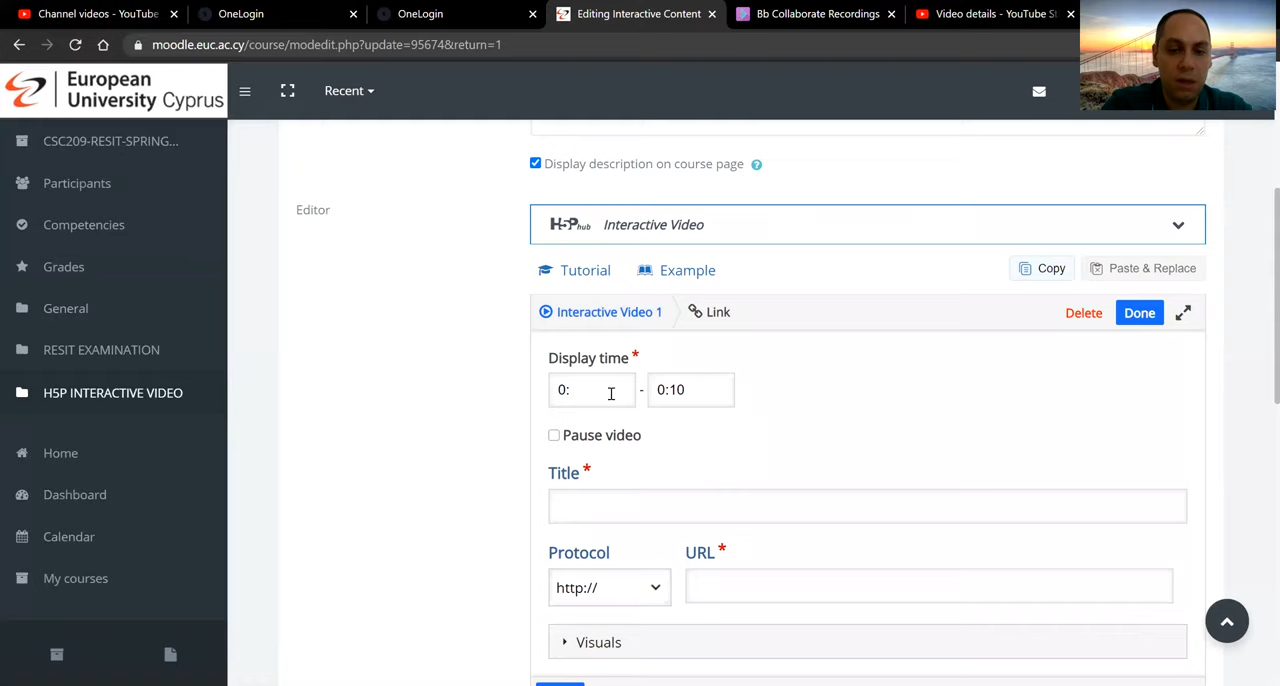 Channel videos - YouTube
OneLogin
OneLogin
Editing Interactive Content
Bb Collaborate Recordings
Video details - YouTube St
moodle.euc.ac.cy/course/modedit.php?update=95674&return=1
European
University Cyprus
Recent
CSC209-RESIT-SPRING...
Participants
Competencies
Grades
General
RESIT EXAMINATION
H5P INTERACTIVE VIDEO
Home
Dashboard
Calendar
My courses
Display description on course page
Editor
H5P hub Interactive Video
Tutorial
Example
Copy
Paste & Replace
Interactive Video 1
Link
Delete
Done
Display time *
0: - 0:10
Pause video
Title *
Protocol
URL *
http://
Visuals